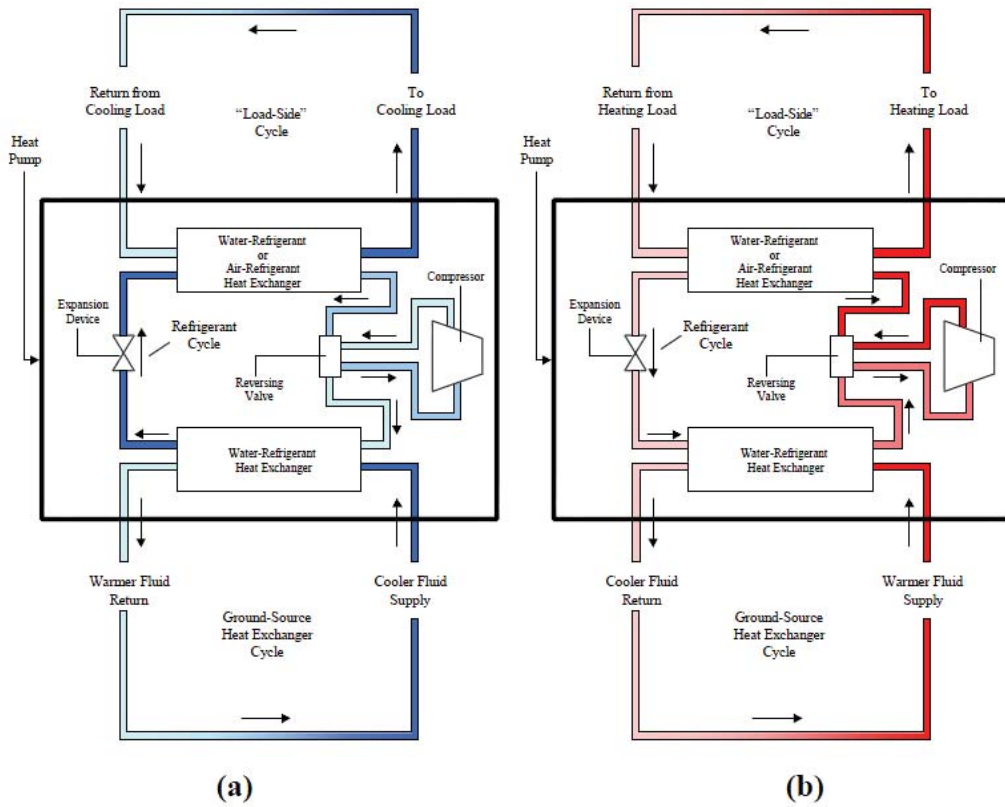 Return from
Cooling Load
"Load-Side"
Cycle
To
Cooling Load
Heat
Pump
Water-Refrigerant
or
Air-Refrigerant
Heat Exchanger
Compressor
Expansion
Device
Refrigerant
Cycle
Reversing
Valve
Water-Refrigerant
Heat Exchanger
Warmer Fluid
Return
Cooler Fluid
Supply
Ground-Source
Heat Exchanger
Cycle
(a)
Return from
Heating Load
"Load-Side"
Cycle
To
Heating Load
Heat
Pump
Water-Refrigerant
or
Air-Refrigerant
Heat Exchanger
Compressor
Expansion
Device
Refrigerant
Cycle
Reversing
Valve
Water-Refrigerant
Heat Exchanger
Cooler Fluid
Return
Warmer Fluid
Supply
Ground-Source
Heat Exchanger
Cycle
(b)